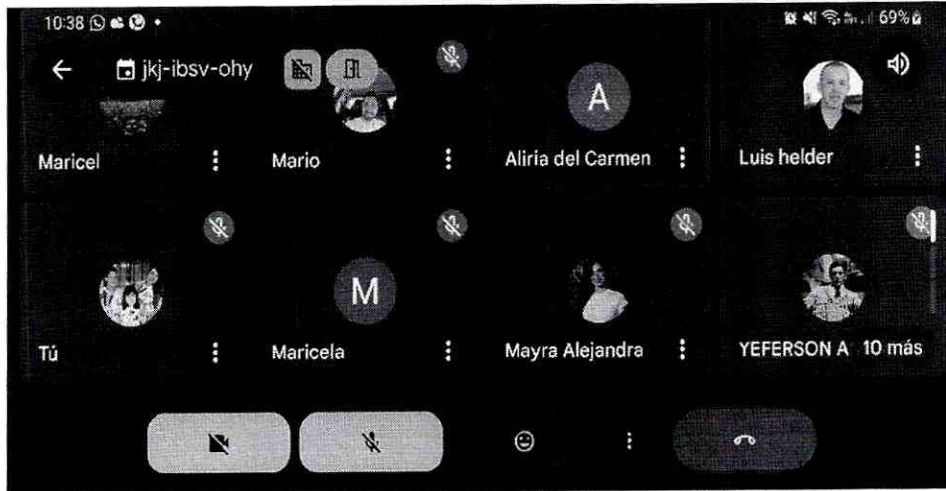 10:38 69%
jkj-ibsv-ohy
A
Maricel Mario Aliria del Carmen Luis helder
M
Tú Maricela Mayra Alejandra YEFERSON A 10 más